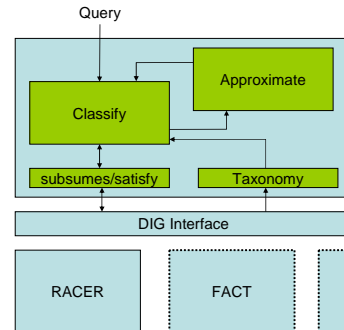 Query
Approximate
Classify
subsumes/satisfy
Taxonomy
DIG Interface
RACER
FACT